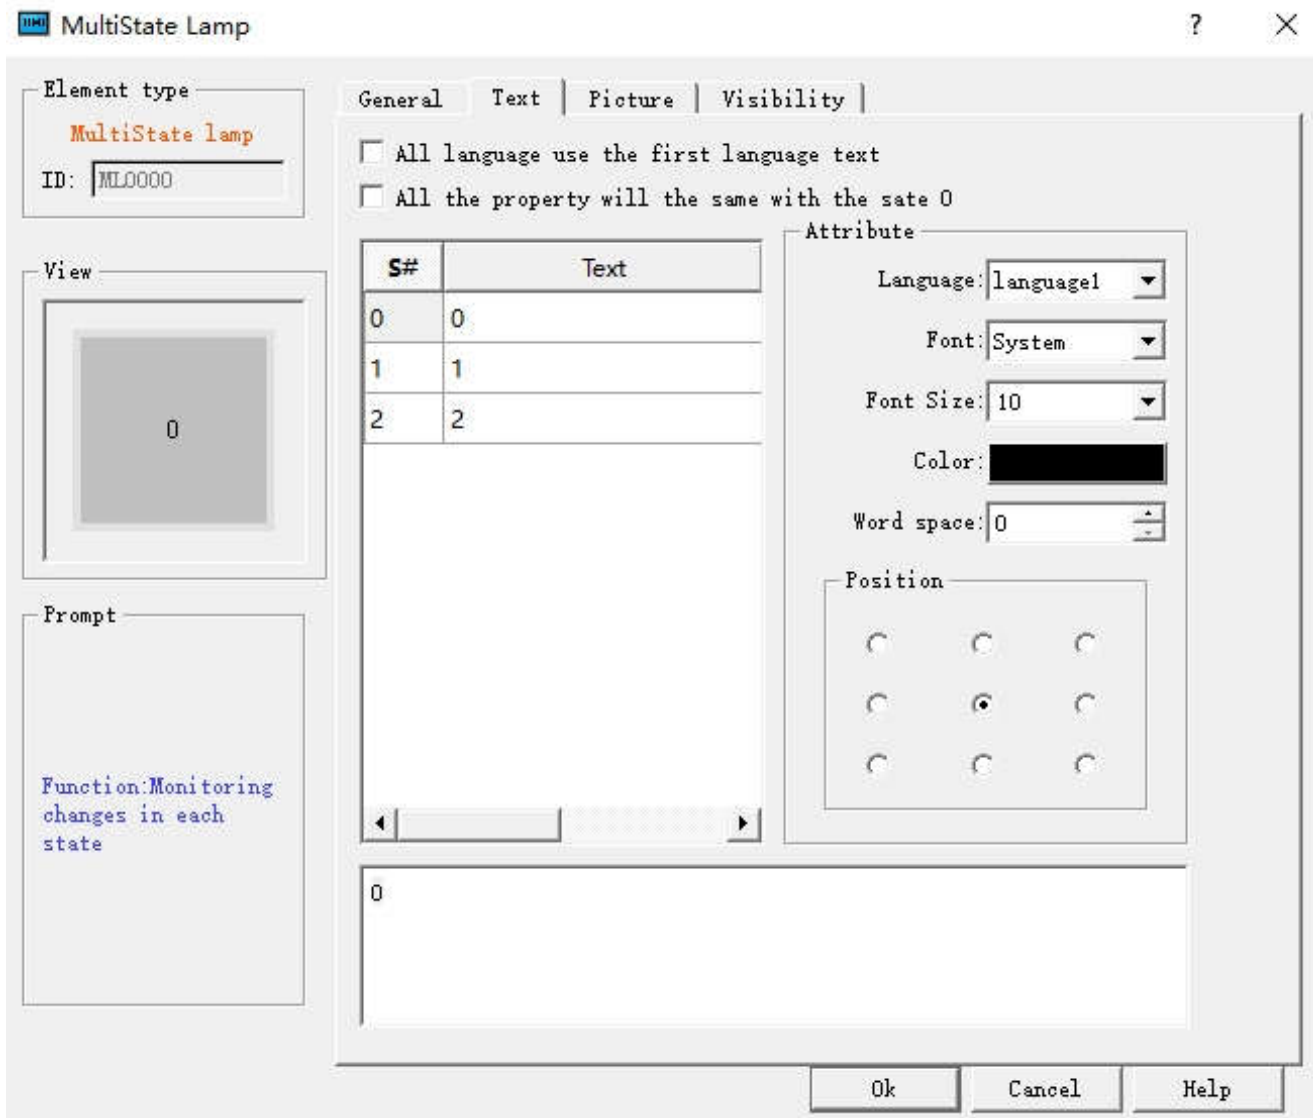 MultiState Lamp
Element type
MultiState lamp
ID: ML0000
View
0
Prompt
Function:Monitoring
changes in each
state
General Text Picture Visibility
All language use the first language text
All the property will the same with the sate 0
S# Text
0 0
1 1
2 2
Attribute
Language: language1
Font: System
Font Size: 10
Color:
Word space: 0
Position
0
Ok Cancel Help